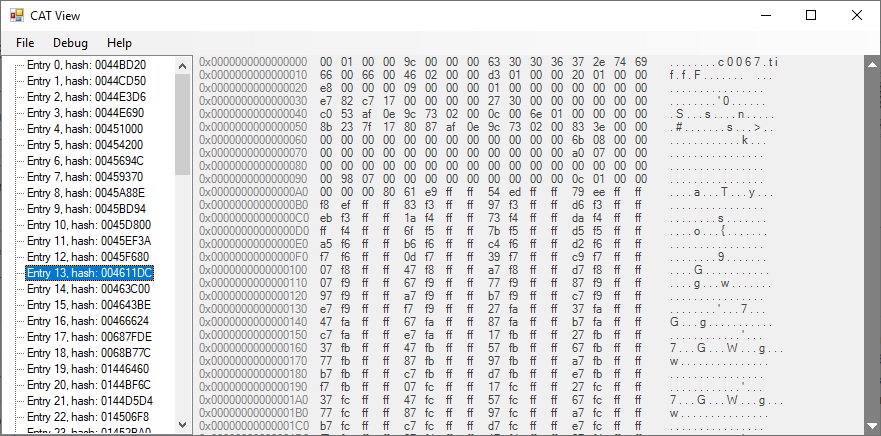 CAT View
File Debug Help
Entry 0, hash: 0044BD20
Entry 1, hash: 0044CD50
Entry 2, hash: 0044E3D6
Entry 3, hash: 0044E690
Entry 4, hash: 00451000
Entry 5, hash: 00454200
Entry 6, hash: 0045694C
Entry 7, hash: 00459370
Entry 8, hash: 0045A88E
Entry 9, hash: 0045BD94
Entry 10, hash: 0045D800
Entry 11, hash: 0045EF3A
Entry 12, hash: 0045F680
Entry 13, hash: 004611DC
Entry 14, hash: 00463C00
Entry 15, hash: 004643BE
Entry 16, hash: 00466624
Entry 17, hash: 00687FDE
Entry 18, hash: 0068B77C
Entry 19, hash: 01446460
Entry 20, hash: 0144BF6C
Entry 21, hash: 0144D5D4
Entry 22, hash: 014506F8
0x0000000000000000 00 01 00 00 9c 00 00 00 63 30 30 36 37 2e 74 69 ........c0067.ti
0x0000000000000010 66 00 66 00 46 02 00 00 d3 01 00 00 20 01 00 00 f.f.F....... ...
0x0000000000000020 e8 00 00 00 09 00 00 00 01 00 00 00 00 00 00 00 ................
0x0000000000000030 e7 82 c7 17 00 00 00 00 27 30 00 00 00 00 00 00 ........'0......
0x0000000000000040 c0 53 af 0e 9c 73 02 00 0c 00 6e 01 00 00 00 00 .S...s....n.....
0x0000000000000050 8b 23 7f 17 80 87 af 0e 9c 73 02 00 83 3e 00 00 .#.......s...>..
0x0000000000000060 00 00 00 00 00 00 00 00 00 00 00 00 6b 08 00 00 ............k...
0x0000000000000070 00 00 00 00 00 00 00 00 00 00 00 00 a0 07 00 00 ................
0x0000000000000080 00 00 00 00 00 00 00 00 00 00 00 00 00 00 00 00 ................
0x0000000000000090 00 98 07 00 00 00 00 00 00 00 00 00 0c 01 00 00 ................
0x00000000000000A0 00 00 00 80 61 e9 ff ff 54 ed ff ff 79 ee ff ff ....a...T...y...
0x00000000000000B0 f8 ef ff ff 83 f3 ff ff 97 f3 ff ff d6 f3 ff ff ................
0x00000000000000C0 eb f3 ff ff 1a f4 ff ff 73 f4 ff ff da f4 ff ff ........s.......
0x00000000000000D0 ff f4 ff ff 6f f5 ff ff 7b f5 ff ff d5 f5 ff ff ....o...{.......
0x00000000000000E0 a5 f6 ff ff b6 f6 ff ff c4 f6 ff ff d2 f6 ff ff ................
0x00000000000000F0 f7 f6 ff ff 0d f7 ff ff 39 f7 ff ff c9 f7 ff ff ........9.......
0x0000000000000100 07 f8 ff ff 47 f8 ff ff a7 f8 ff ff d7 f8 ff ff ....G...........
0x0000000000000110 07 f9 ff ff 67 f9 ff ff 77 f9 ff ff 87 f9 ff ff ....g...w.......
0x0000000000000120 97 f9 ff ff a7 f9 ff ff b7 f9 ff ff c7 f9 ff ff ................
0x0000000000000130 e7 f9 ff ff f7 f9 ff ff 27 fa ff ff 37 fa ff ff ........'...7...
0x0000000000000140 47 fa ff ff 67 fa ff ff 87 fa ff ff b7 fa ff ff G...g...........
0x0000000000000150 c7 fa ff ff e7 fa ff ff 17 fb ff ff 27 fb ff ff ............'...
0x0000000000000160 37 fb ff ff 47 fb ff ff 57 fb ff ff 67 fb ff ff 7...G...W...g...
0x0000000000000170 77 fb ff ff 87 fb ff ff 97 fb ff ff a7 fb ff ff w...............
0x0000000000000180 b7 fb ff ff c7 fb ff ff d7 fb ff ff e7 fb ff ff ................
0x0000000000000190 f7 fb ff ff 07 fc ff ff 17 fc ff ff 27 fc ff ff ............'...
0x00000000000001A0 37 fc ff ff 47 fc ff ff 57 fc ff ff 67 fc ff ff 7...G...W...g...
0x00000000000001B0 77 fc ff ff 87 fc ff ff 97 fc ff ff a7 fc ff ff w...............
0x00000000000001C0 b7 fc ff ff c7 fc ff ff d7 fc ff ff e7 fc ff ff ................